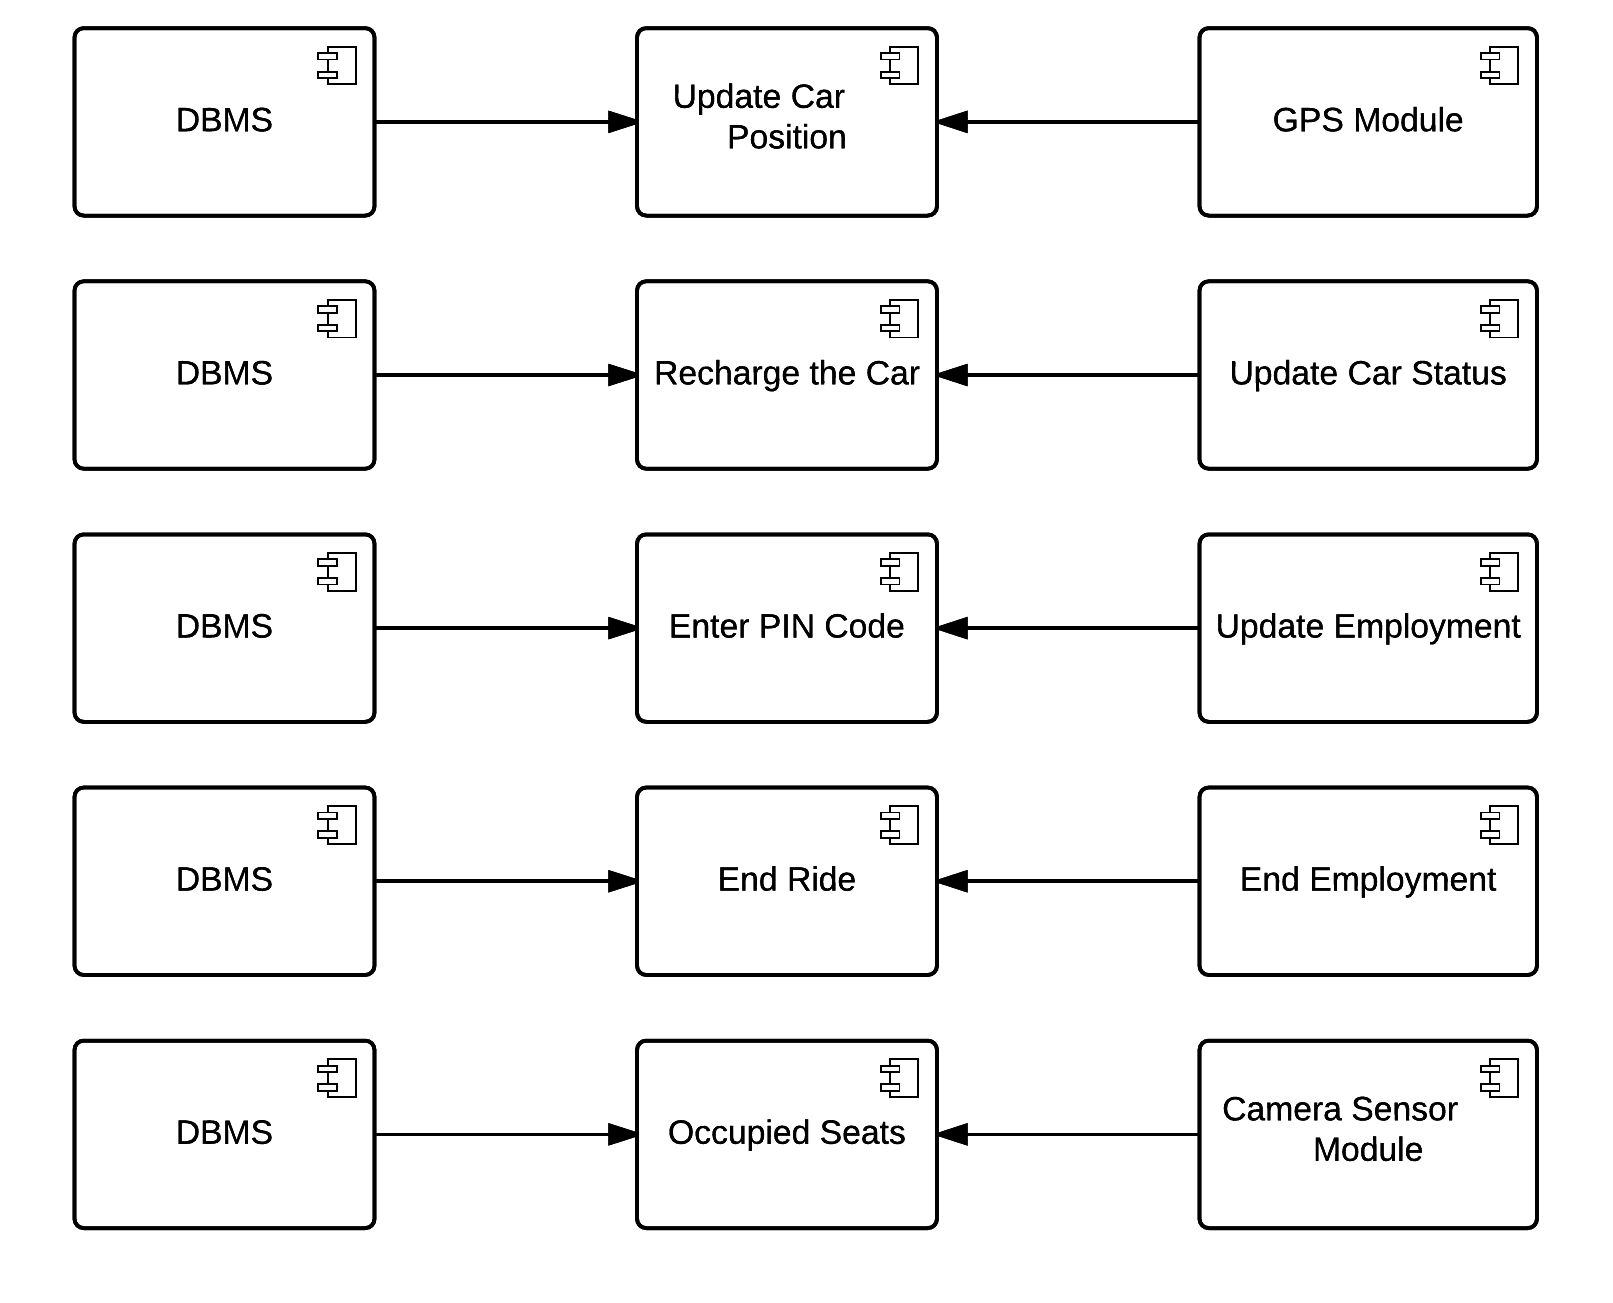 DBMS
Update Car
Position
GPS Module
DBMS
Recharge the Car
Update Car Status
DBMS
Enter PIN Code
Update Employment
DBMS
End Ride
End Employment
DBMS
Occupied Seats
Camera Sensor
Module